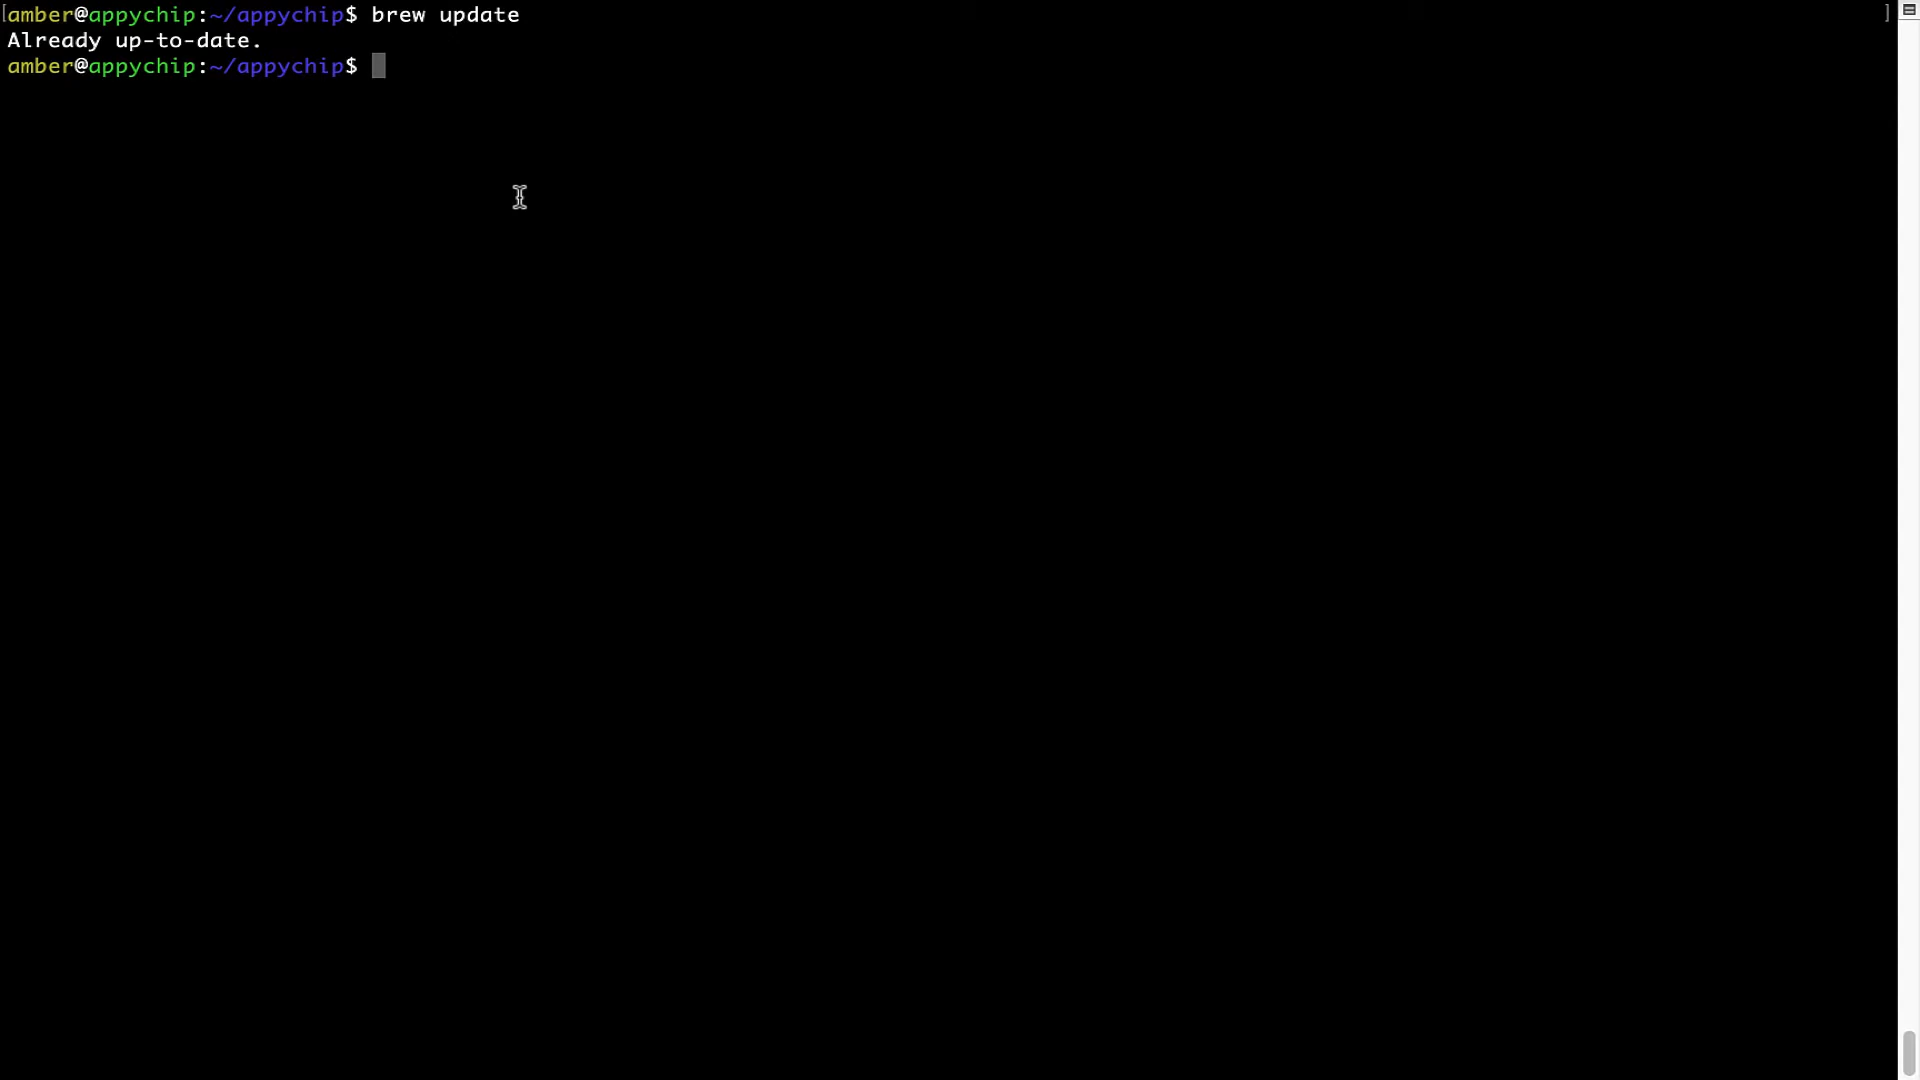 [amber@appychip:~/appychip$ brew update ]
Already up-to-date.
amber@appychip:~/appychip$